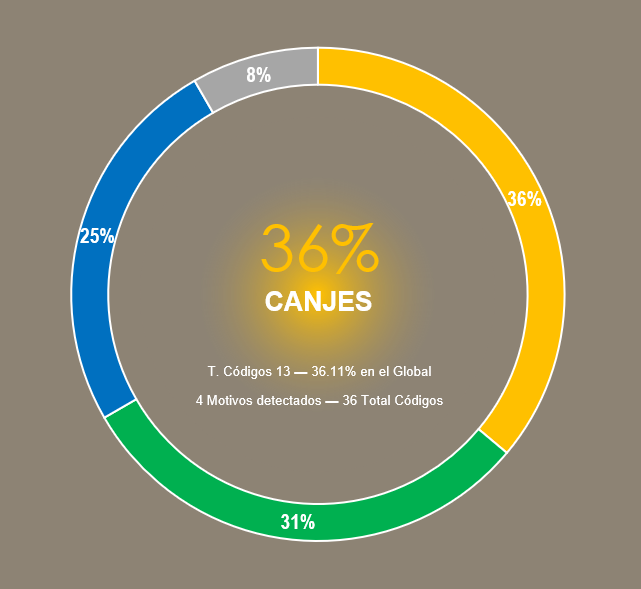 8%
36%
25%
36%
CANJES
T. Códigos 13 — 36.11% en el Global
4 Motivos detectados — 36 Total Códigos
31%